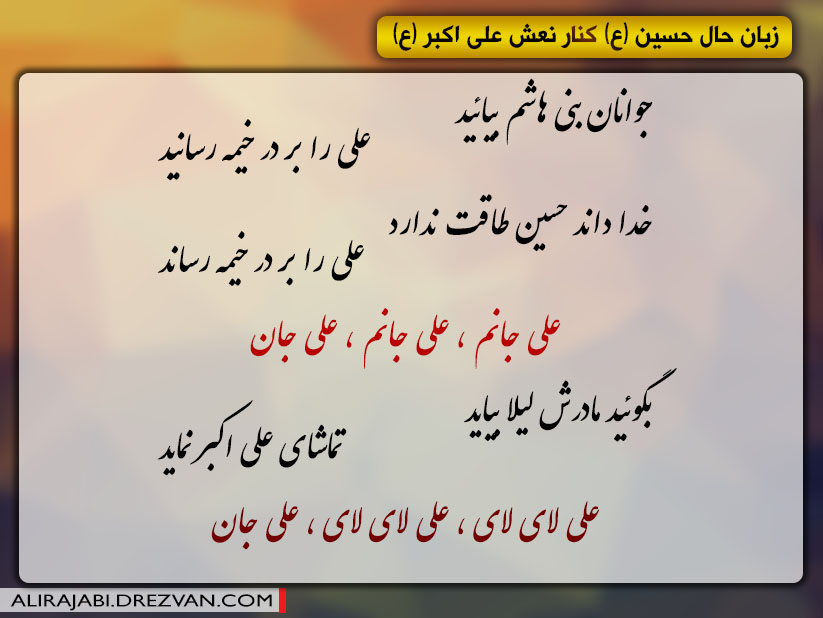 زبان حال حسین (ع) کنار نعش علی اکبر (ع)
جوانان بنی هاشم بیائید
علی را بر در خیمه رسانید
خدا داند حسین طاقت ندارد
علی را بر در خیمه رساند
علی جانم ، علی جانم ، علی جان
بگوئید مادرش لیلا بیاید
تماشای علی اکبر نماید
علی لای لای ، علی لای لای ، علی جان
ALIRAJABI.DREZVAN.COM